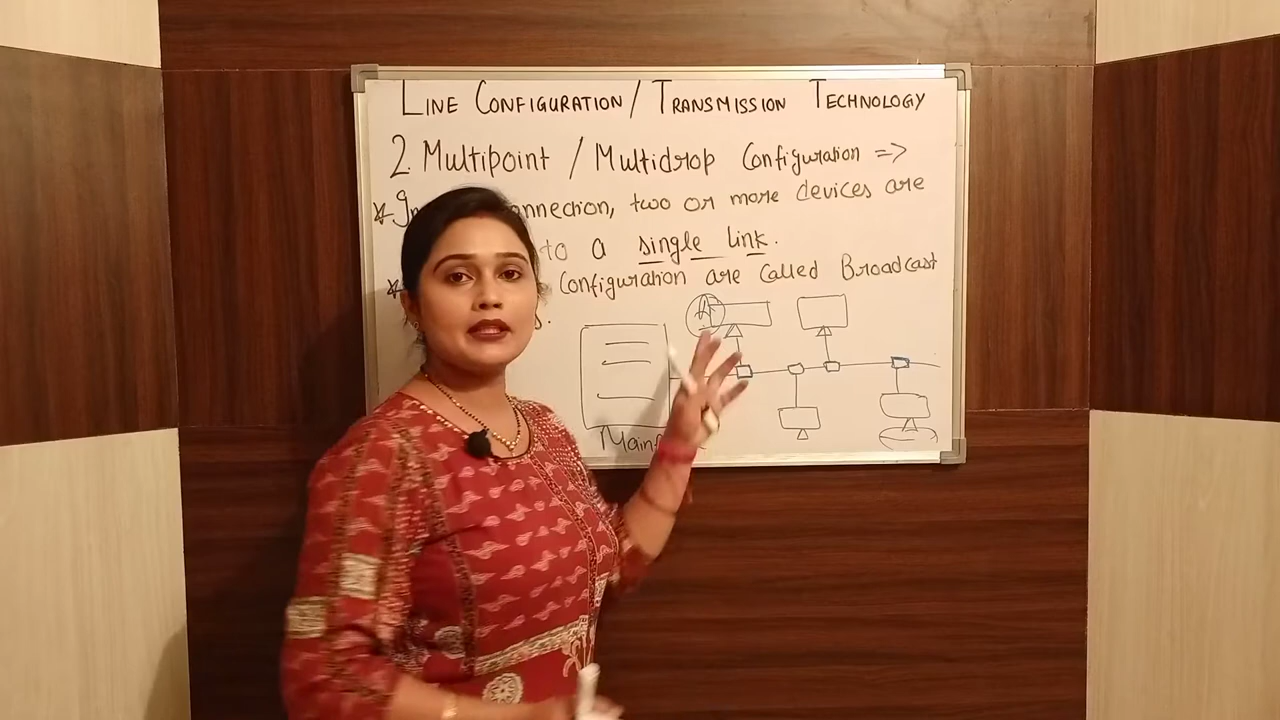 LINE CONFIGURATION / TRANSMISSION TECHNOLOGY
2. Multipoint / Multidrop Configuration =>
* In connection, two or more devices are
to a single link.
* Configuration are called Broadcast
A